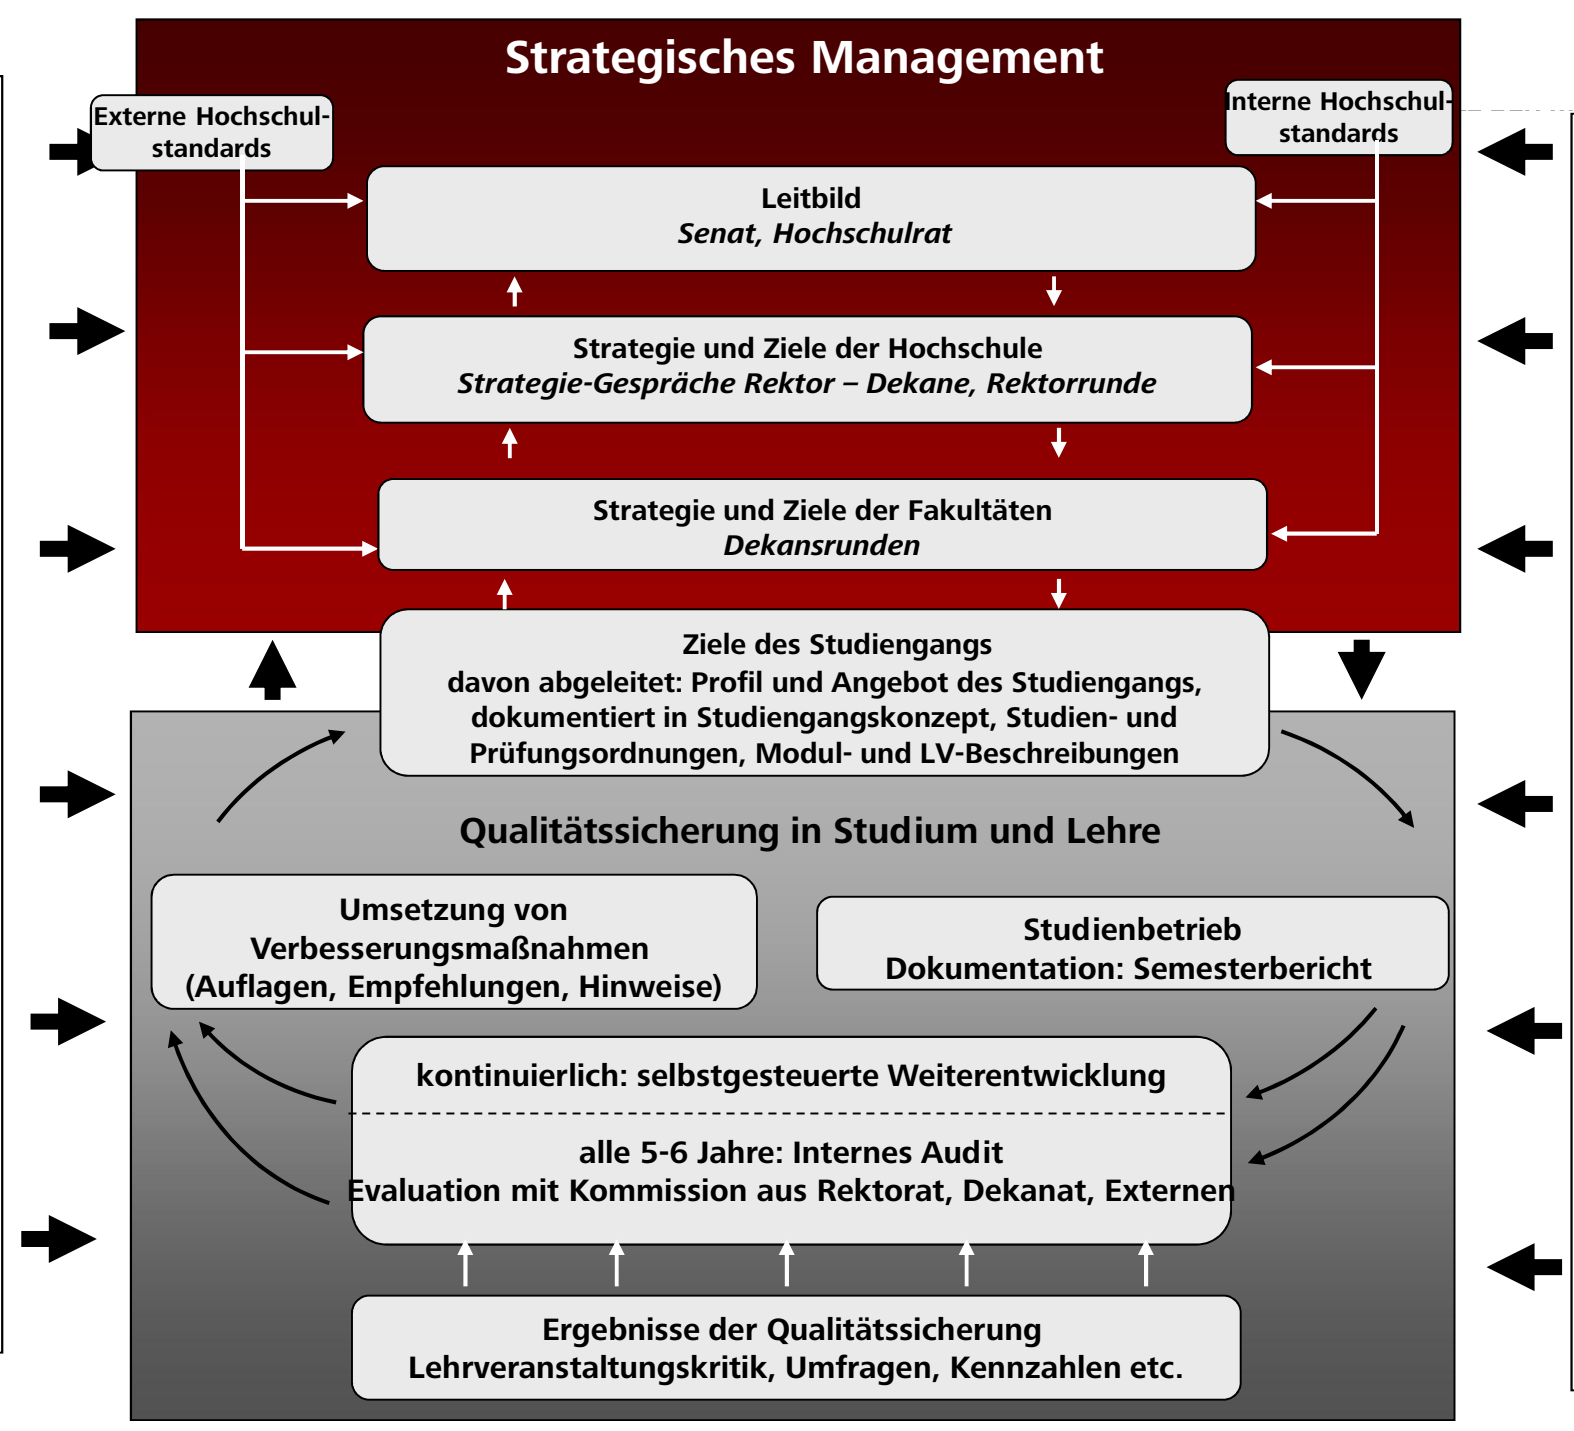 Strategisches Management
Externe Hochschul-
standards
Interne Hochschul-
standards
Leitbild
Senat, Hochschulrat
Strategie und Ziele der Hochschule
Strategie-Gespräche Rektor – Dekane, Rektorrunde
Strategie und Ziele der Fakultäten
Dekansrunden
Ziele des Studiengangs
davon abgeleitet: Profil und Angebot des Studiengangs,
dokumentiert in Studiengangskonzept, Studien- und
Prüfungsordnungen, Modul- und LV-Beschreibungen
Qualitätssicherung in Studium und Lehre
Umsetzung von
Verbesserungsmaßnahmen
(Auflagen, Empfehlungen, Hinweise)
Studienbetrieb
Dokumentation: Semesterbericht
kontinuierlich: selbstgesteuerte Weiterentwicklung
alle 5-6 Jahre: Internes Audit
Evaluation mit Kommission aus Rektorat, Dekanat, Externen
Ergebnisse der Qualitätssicherung
Lehrveranstaltungskritik, Umfragen, Kennzahlen etc.